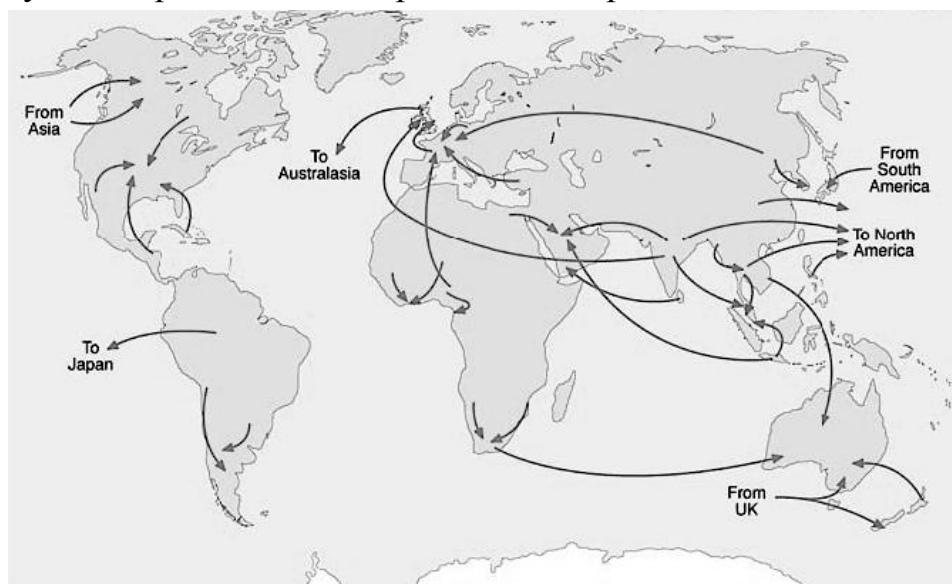 From
Asia
To
Australasia
From
South
America
To North
America
To
Japan
From
UK